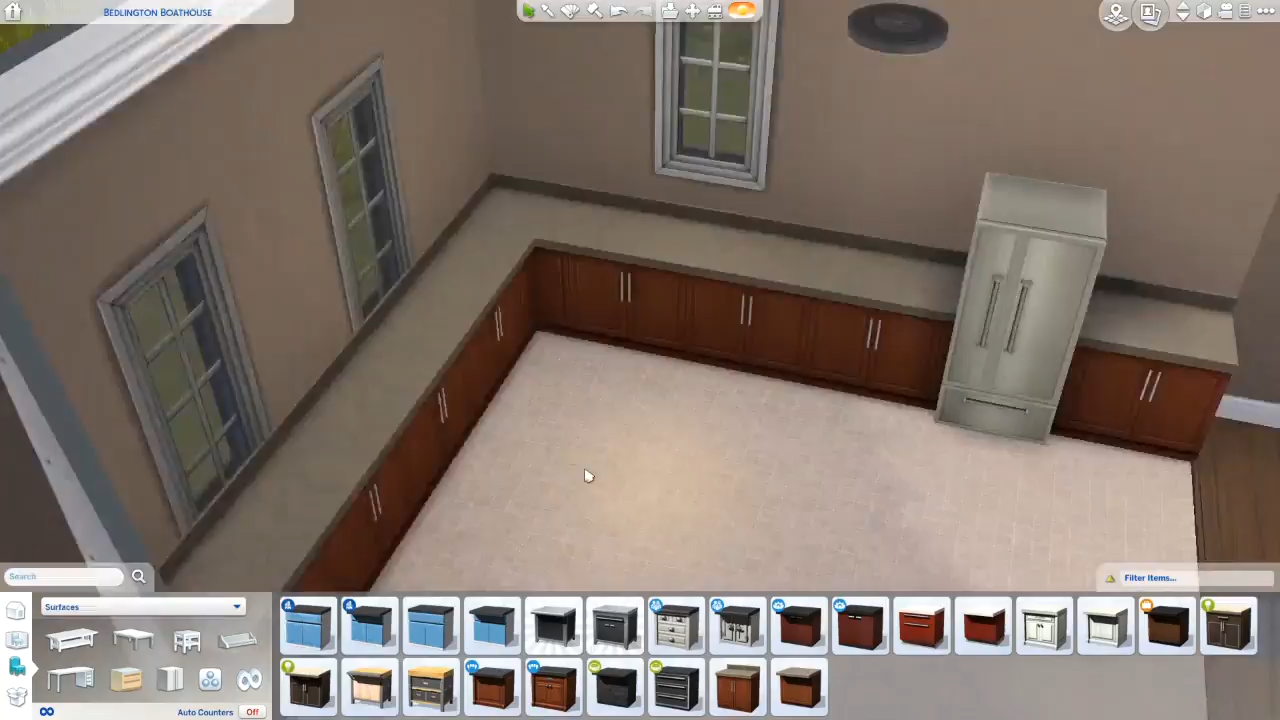 BEDLINGTON BOATHOUSE
Search
Filter Items...
Surfaces
Auto Counters
Off